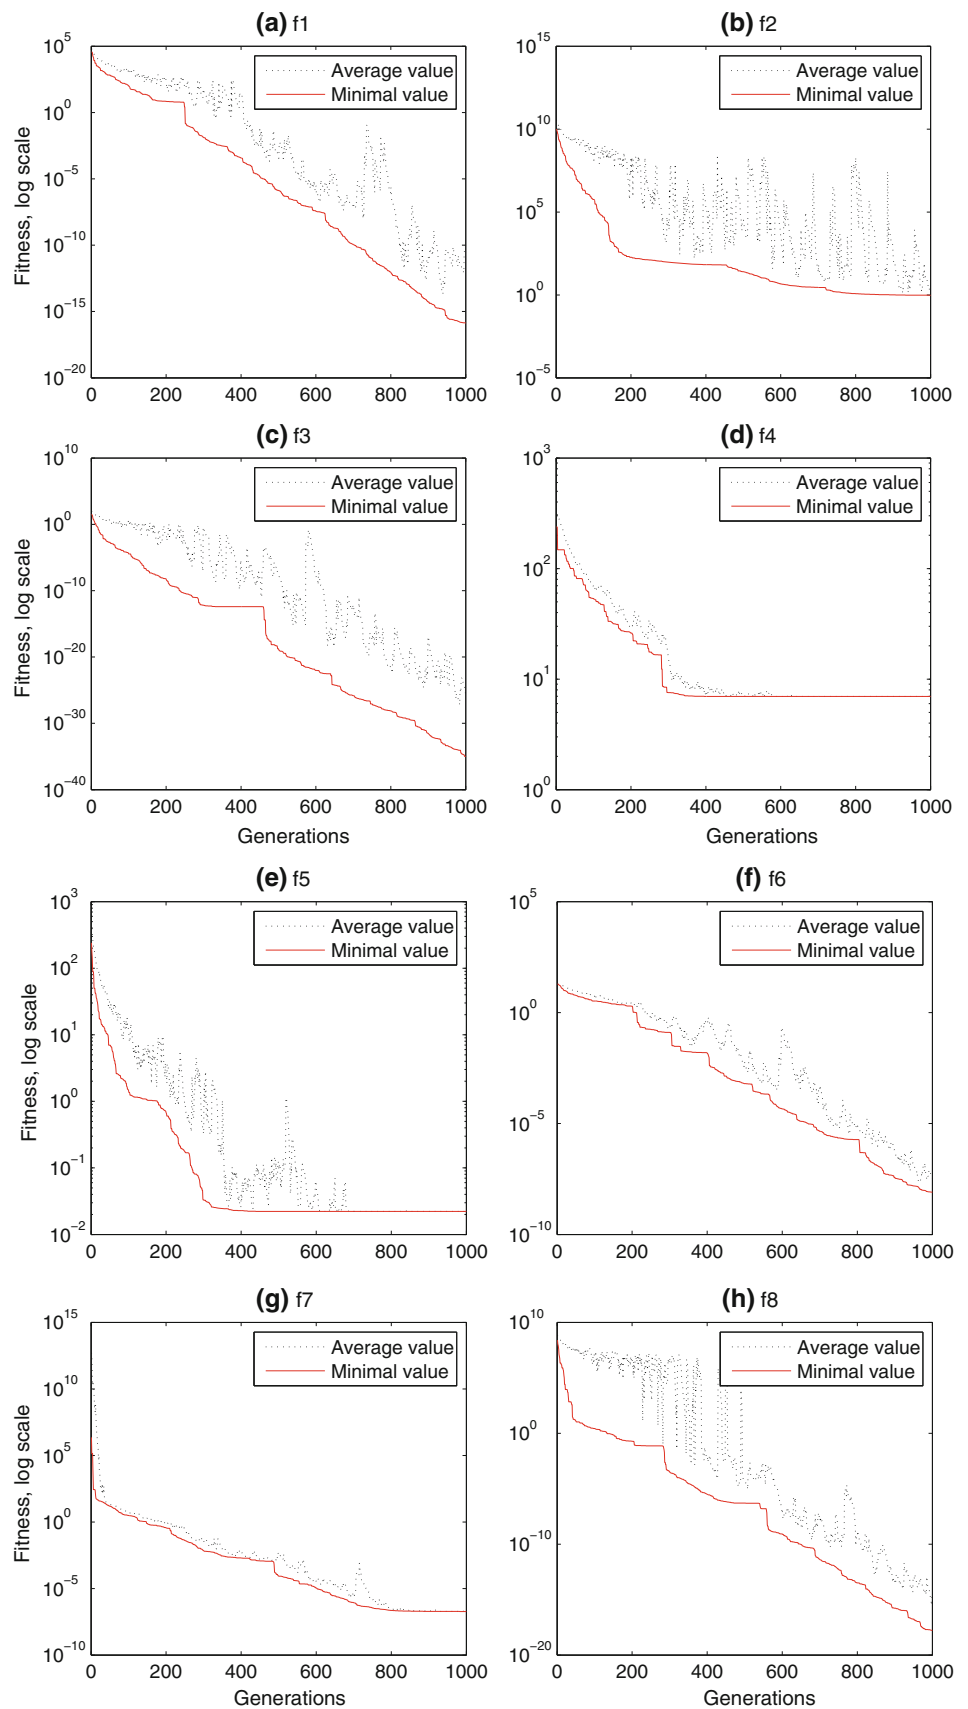 (a) f1
Fitness, log scale
10^5
10^0
10^-5
10^-10
10^-15
10^-20
0 200 400 600 800 1000
Average value
Minimal value
(b) f2
10^15
10^10
10^5
10^0
10^-5
0 200 400 600 800 1000
Average value
Minimal value
(c) f3
Fitness, log scale
10^10
10^0
10^-10
10^-20
10^-30
10^-40
0 200 400 600 800 1000
Generations
Average value
Minimal value
(d) f4
10^3
10^2
10^1
10^0
0 200 400 600 800 1000
Generations
Average value
Minimal value
(e) f5
Fitness, log scale
10^3
10^2
10^1
10^0
10^-1
10^-2
0 200 400 600 800 1000
Average value
Minimal value
(f) f6
10^5
10^0
10^-5
10^-10
0 200 400 600 800 1000
Average value
Minimal value
(g) f7
Fitness, log scale
10^15
10^10
10^5
10^0
10^-5
10^-10
0 200 400 600 800 1000
Generations
Average value
Minimal value
(h) f8
10^10
10^0
10^-10
10^-20
0 200 400 600 800 1000
Generations
Average value
Minimal value